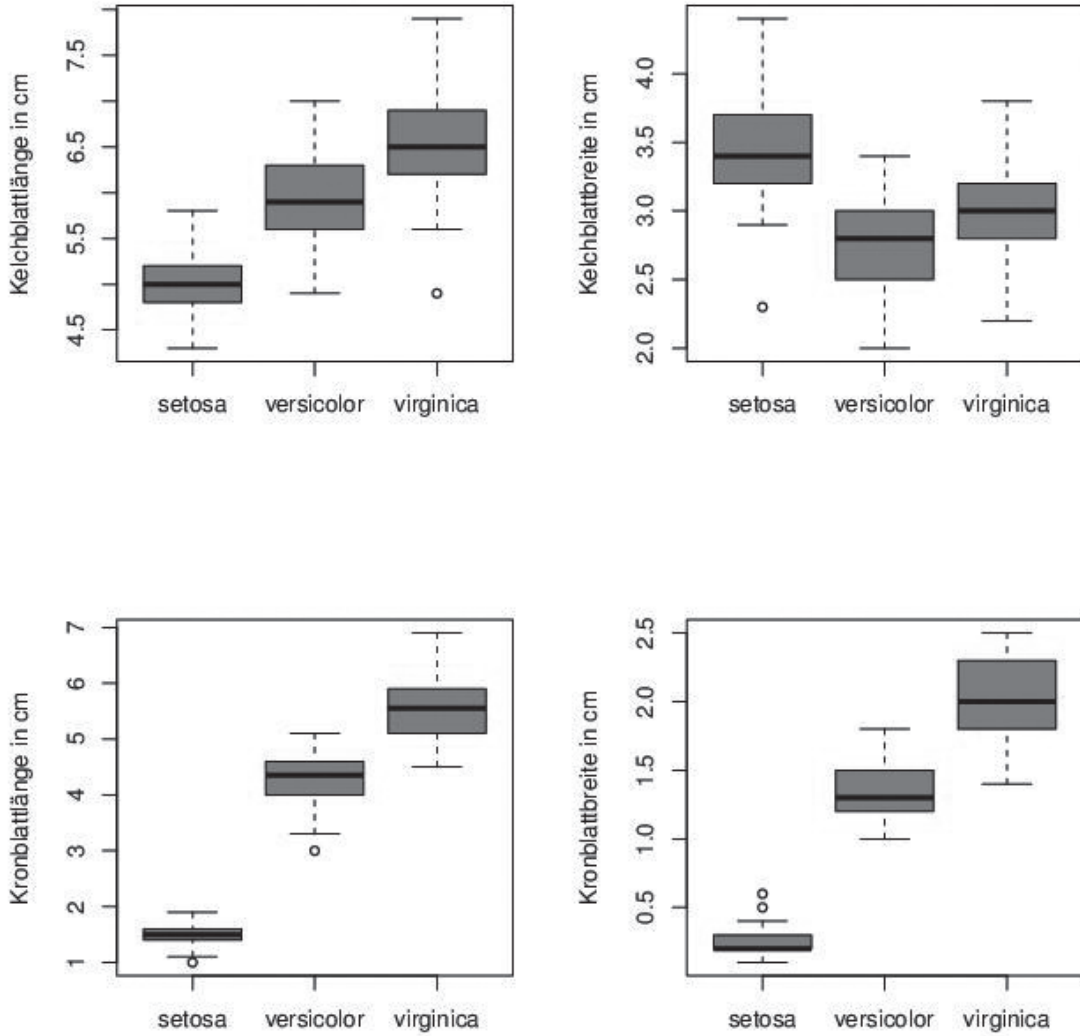 Kelchblattlänge in cm
7.5
6.5
5.5
4.5
setosa versicolor virginica
Kelchblattbreite in cm
4.0
3.5
3.0
2.5
2.0
setosa versicolor virginica
Kronblattlänge in cm
7
6
5
4
3
2
1
setosa versicolor virginica
Kronblattbreite in cm
2.5
2.0
1.5
1.0
0.5
setosa versicolor virginica